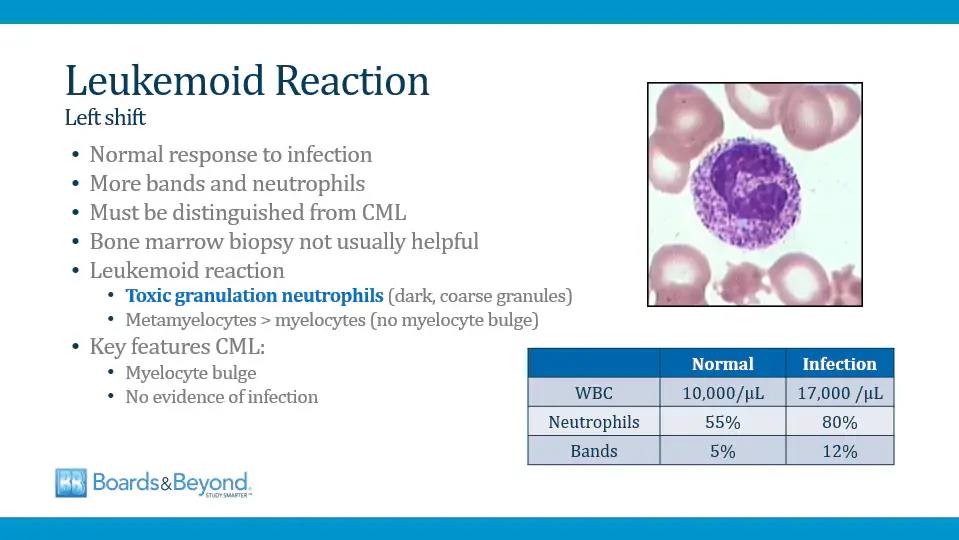 Leukemoid Reaction
Left shift
• Normal response to infection
• More bands and neutrophils
• Must be distinguished from CML
• Bone marrow biopsy not usually helpful
• Leukemoid reaction
• Toxic granulation neutrophils (dark, coarse granules)
• Metamyelocytes > myelocytes (no myelocyte bulge)
• Key features CML:
• Myelocyte bulge
• No evidence of infection
Normal Infection
WBC 10,000/μL 17,000 /μL
Neutrophils 55% 80%
Bands 5% 12%
BB Boards&Beyond.
STUDY SMARTER™